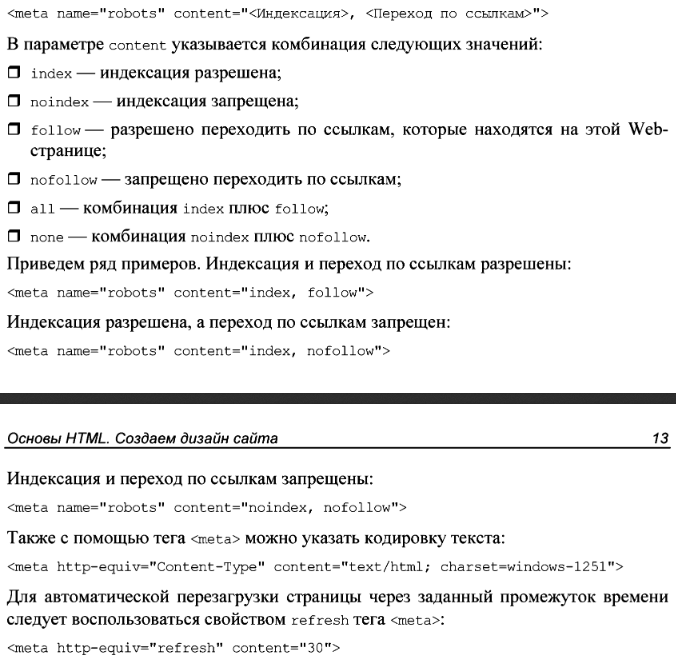 <meta name="robots" content="<Индексация>, <Переход по ссылкам>">
В параметре content указывается комбинация следующих значений:
❒ index — индексация разрешена;
❒ noindex — индексация запрещена;
❒ follow — разрешено переходить по ссылкам, которые находятся на этой Web-
странице;
❒ nofollow — запрещено переходить по ссылкам;
❒ all — комбинация index плюс follow;
❒ none — комбинация noindex плюс nofollow.
Приведем ряд примеров. Индексация и переход по ссылкам разрешены:
<meta name="robots" content="index, follow">
Индексация разрешена, а переход по ссылкам запрещен:
<meta name="robots" content="index, nofollow">
Основы HTML. Создаем дизайн сайта 13
Индексация и переход по ссылкам запрещены:
<meta name="robots" content="noindex, nofollow">
Также с помощью тега <meta> можно указать кодировку текста:
<meta http-equiv="Content-Type" content="text/html; charset=windows-1251">
Для автоматической перезагрузки страницы через заданный промежуток времени
следует воспользоваться свойством refresh тега <meta>:
<meta http-equiv="refresh" content="30">